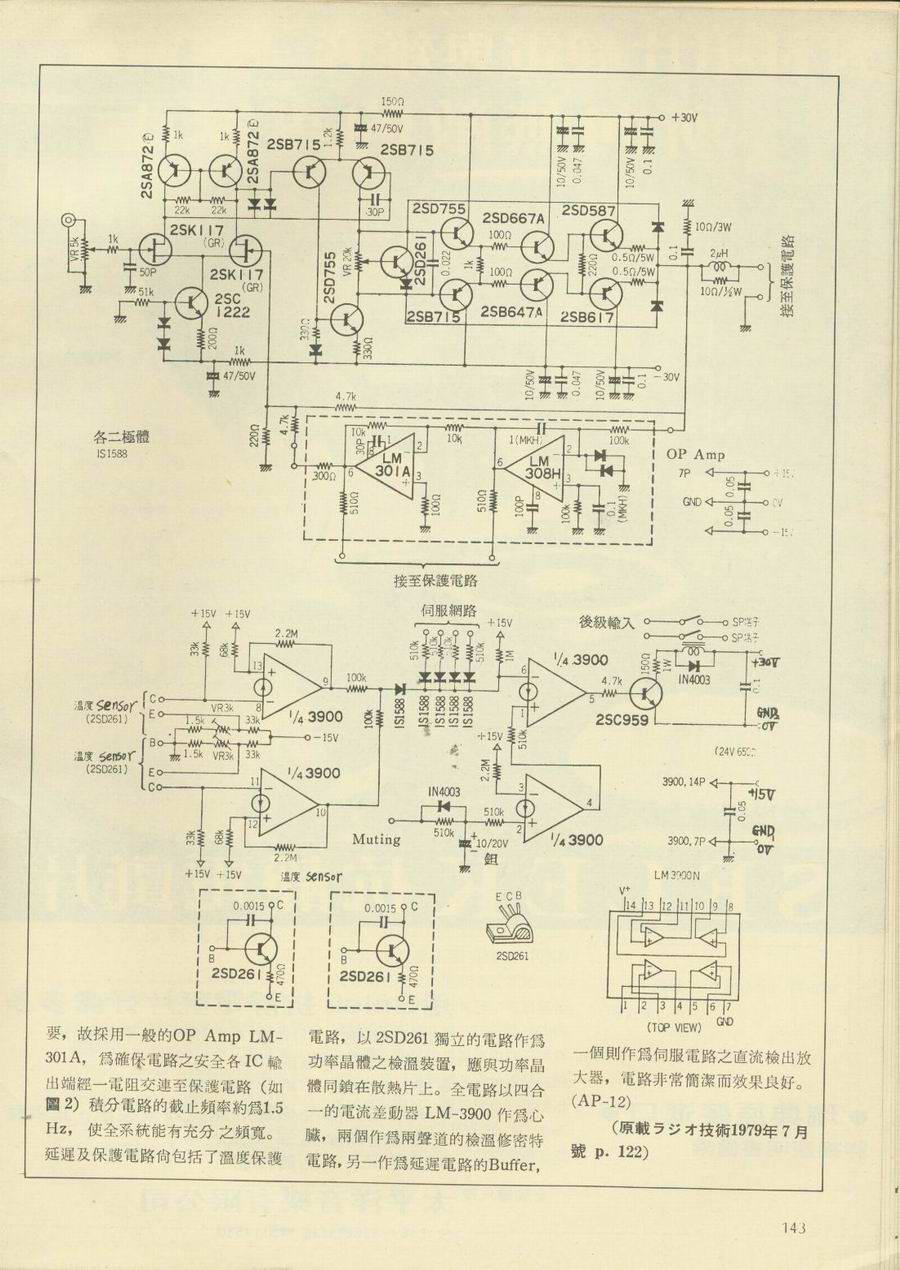 150Ω
+30V
47/50V
1k
1k
1.2k
2SA872Ⓔ
2SA872Ⓔ
2SB715
2SB715
10/50V
0.047
10/50V
0.1
22k
22k
30P
2SD755
2SD667A
2SD587
VR5k
1k
2SK117
(GR)
2SK117
(GR)
VR20k
2SD261
0.022
100Ω
1k
100Ω
220Ω
0.5Ω/5W
0.5Ω/5W
10Ω/3W
0.1
2μH
10Ω/½W
接至保護電路
50P
51k
2SC
1222
2SD755
2SB715
2SB647A
2SB617
200Ω
330Ω
330Ω
1k
47/50V
10/50V
0.047
10/50V
0.1
-30V
4.7k
4.7k
220Ω
各二極體
IS1588
10k
30P
1
2
10k
1(MKH)
2
100k
LM
301A
6
3
LM
308H
6
3
8
300Ω
510Ω
100Ω
510Ω
100P
100k
0.1
(MKH)
OP Amp
7P
GND
0.05
0.05
0V
接至保護電路
伺服網路
後級輸入
+15V
+15V
+15V
33k
68k
2.2M
13
9
8
100k
100k
¼ 3900
IS1588
510k
510k
IS1588
IS1588
IS1588
IS1588
1M
6
1
5
¼ 3900
4.7k
150Ω
1W
IN4003
2SC959
0.1
+30V
GND
0V
溫度 sensor
(2SD261)
溫度 sensor
(2SD261)
C
E
B
E
C
1.5k
VR3k
33k
1.5k
VR3k
33k
-15V
11
12
10
¼ 3900
33k
68k
2.2M
+15V
+15V
+15V
2.2M
510k
3
2
4
¼ 3900
IN4003
510k
510k
Muting
+
10/20V
鉭
3900,14P
+15V
0.05
3900,7P
GND
0V
溫度 sensor
0.0015
C
B
2SD261
470Ω
E
0.0015
C
B
2SD261
470Ω
E
E C B
2SD261
LM3900N
V+
14 13 12 11 10 9 8
1 2 3 4 5 6 7
GND
(TOP VIEW)
要，故採用一般的OP Amp LM-
301A，爲確保電路之安全各 IC 輸
出端經一電阻交連至保護電路（如
圖 2）積分電路的截止頻率約爲1.5
Hz，使全系統能有充分之頻寬。
延遲及保護電路尙包括了溫度保護
電路，以 2SD261 獨立的電路作爲
功率晶體之檢溫裝置，應與功率晶
體同鎖在散熱片上。全電路以四合
一的電流差動器 LM-3900 作爲心
臟，兩個作爲兩聲道的檢溫修密特
電路，另一作爲延遲電路的Buffer，
一個則作爲伺服電路之直流檢出放
大器，電路非常簡潔而效果良好。
(AP-12)
（原載ラジオ技術1979年 7 月
號 p. 122）
143